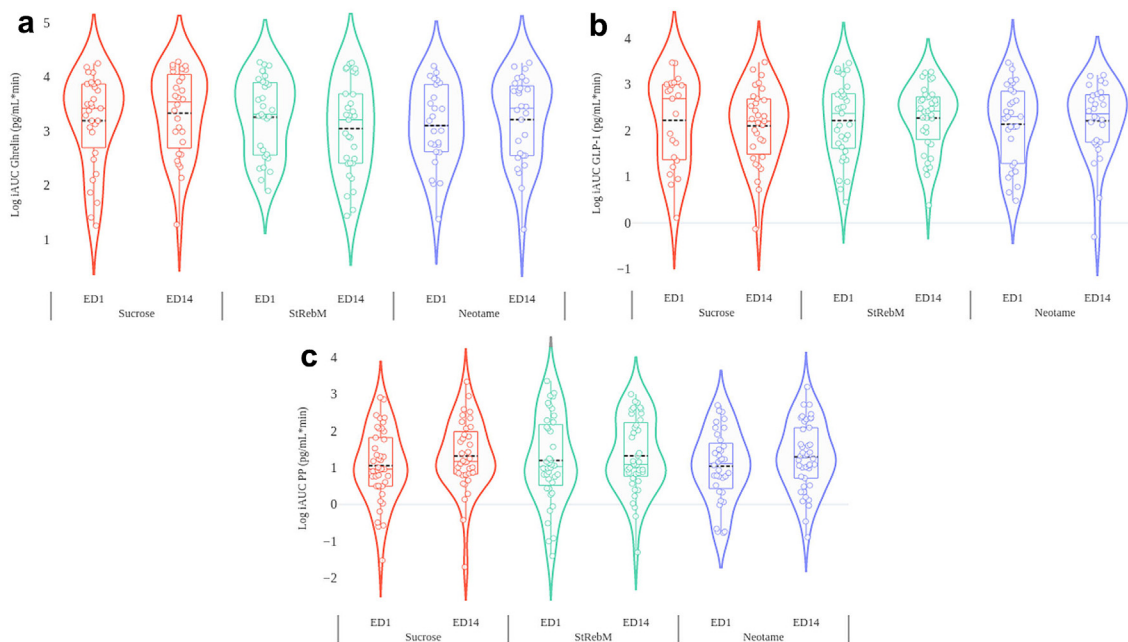 a
5
4
3
2
1
Log iAUC Ghrelin (pg/mL*min)
ED1 ED14 ED1 ED14 ED1 ED14
Sucrose StRebM Neotame
b
4
3
2
1
0
−1
Log iAUC GLP-1 (pg/mL*min)
ED1 ED14 ED1 ED14 ED1 ED14
Sucrose StRebM Neotame
c
4
3
2
1
0
−1
−2
Log iAUC PP (pg/mL*min)
ED1 ED14 ED1 ED14 ED1 ED14
Sucrose StRebM Neotame